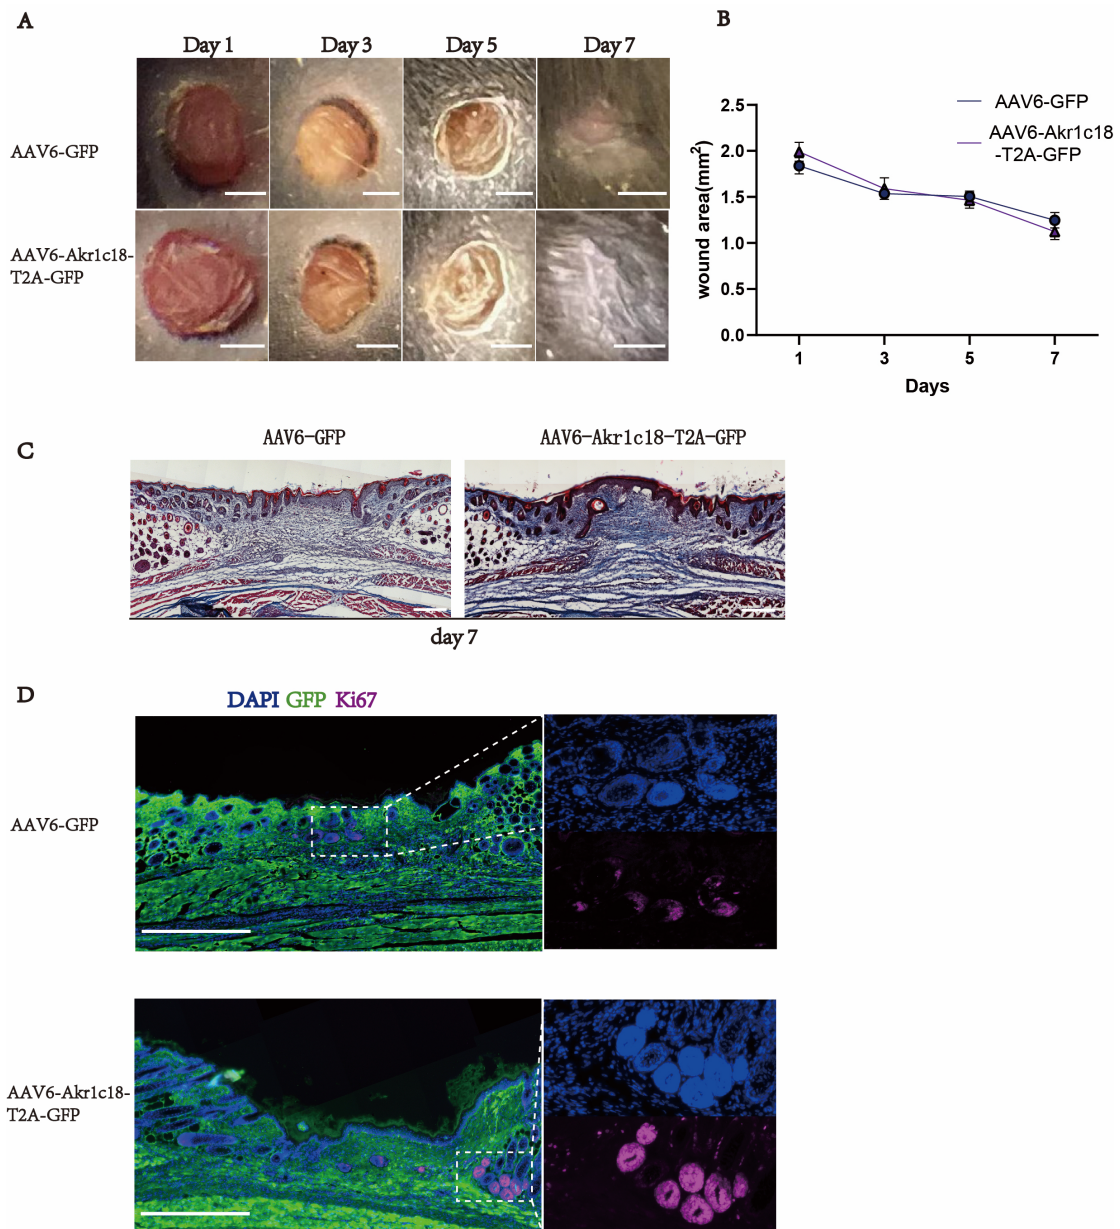 A
Day 1 Day 3 Day 5 Day 7
AAV6-GFP
AAV6-Akr1c18-
T2A-GFP
B
AAV6-GFP
AAV6-Akr1c18
-T2A-GFP
wound area(mm²)
2.5
2.0
1.5
1.0
0.5
0.0
1 3 5 7
Days
C
AAV6-GFP AAV6-Akr1c18-T2A-GFP
day 7
D
DAPI GFP Ki67
AAV6-GFP
AAV6-Akr1c18-
T2A-GFP